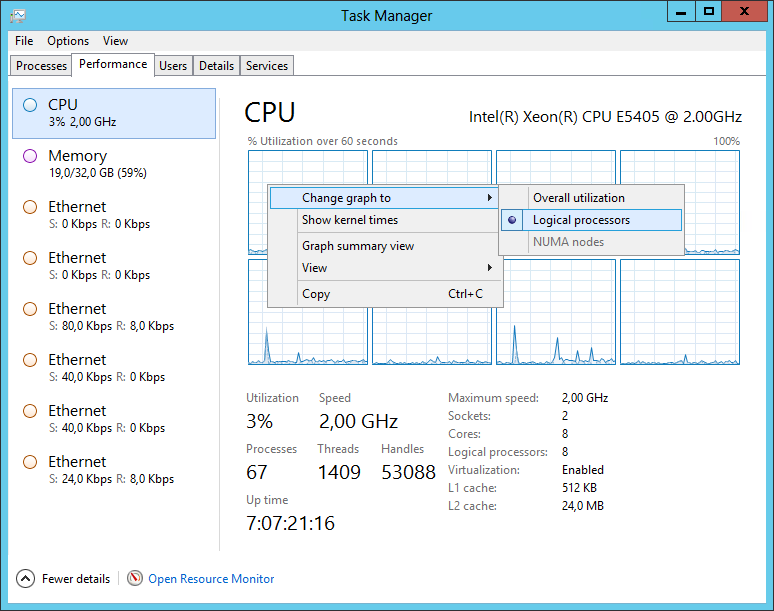 Task Manager
File Options View
Processes Performance Users Details Services
CPU
3% 2,00 GHz
Memory
19,0/32,0 GB (59%)
Ethernet
S: 0 Kbps R: 0 Kbps
Ethernet
S: 0 Kbps R: 0 Kbps
Ethernet
S: 80,0 Kbps R: 8,0 Kbps
Ethernet
S: 40,0 Kbps R: 0 Kbps
Ethernet
S: 40,0 Kbps R: 0 Kbps
Ethernet
S: 24,0 Kbps R: 8,0 Kbps
CPU Intel(R) Xeon(R) CPU E5405 @ 2.00GHz
% Utilization over 60 seconds 100%
Change graph to
Show kernel times
Graph summary view
View
Copy Ctrl+C
Overall utilization
Logical processors
NUMA nodes
Utilization Speed
3% 2,00 GHz
Processes Threads Handles
67 1409 53088
Up time
7:07:21:16
Maximum speed: 2,00 GHz
Sockets: 2
Cores: 8
Logical processors: 8
Virtualization: Enabled
L1 cache: 512 KB
L2 cache: 24,0 MB
Fewer details Open Resource Monitor